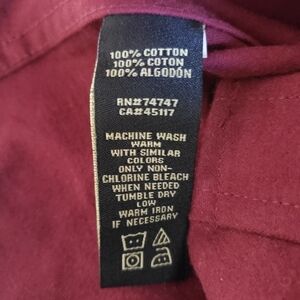 100% COTTON
100% COTON
100% ALGODÓN
RN#74747
CA#45117
MACHINE WASH
WARM
WITH SIMILAR
COLORS
ONLY NON-
CHLORINE BLEACH
WHEN NEEDED
TUMBLE DRY
LOW
WARM IRON
IF NECESSARY